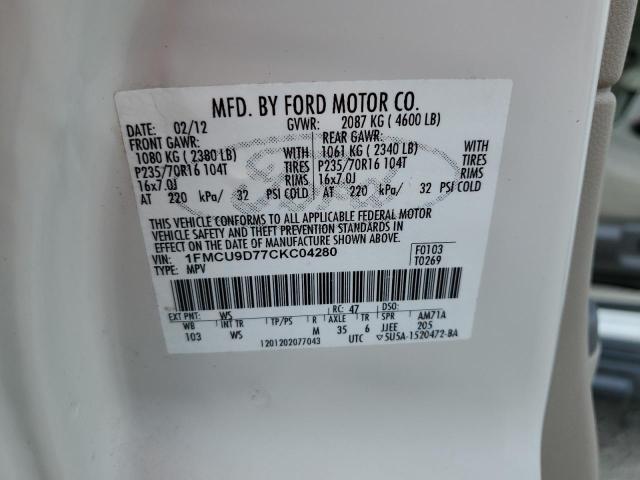 MFD. BY FORD MOTOR CO.
DATE: 02/12 GVWR: 2087 KG ( 4600 LB)
FRONT GAWR: REAR GAWR:
1080 KG ( 2380 LB) WITH 1061 KG ( 2340 LB) WITH
P235/70R16 104T TIRES P235/70R16 104T TIRES
16x7.0J RIMS 16x7.0J RIMS
AT 220 kPa/ 32 PSI COLD AT 220 kPa/ 32 PSI COLD
THIS VEHICLE CONFORMS TO ALL APPLICABLE FEDERAL MOTOR
VEHICLE SAFETY AND THEFT PREVENTION STANDARDS IN
EFFECT ON THE DATE OF MANUFACTURE SHOWN ABOVE.
VIN: 1FMCU9D77CKC04280 F0103
TYPE: MPV T0269
EXT PNT: WS RC: 47 DSO:
WB INT TR TP/PS R AXLE TR SPR AM71A
103 WS M 35 6 JJEE 205
1201202077043 UTC 5U5A-1520472-BA
Ford